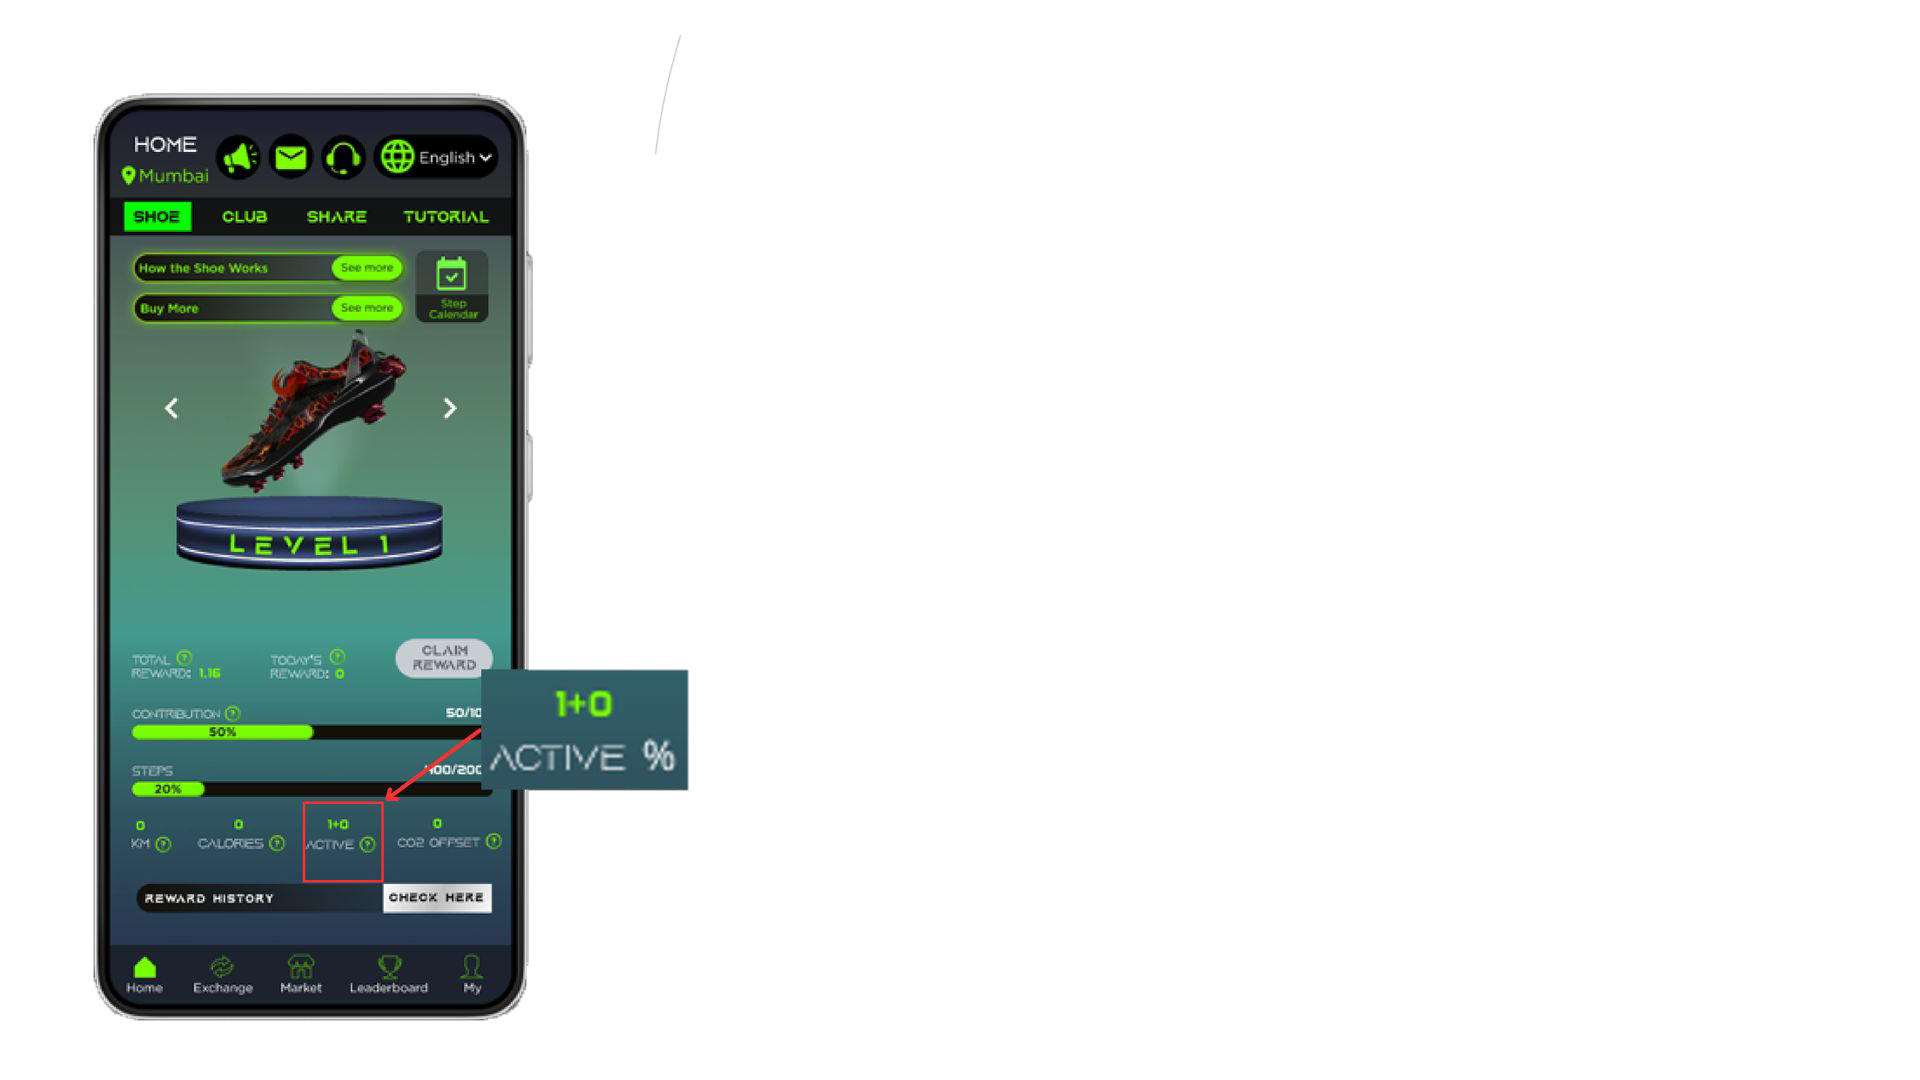 HOME
Mumbai
English
SHOE CLUB SHARE TUTORIAL
How the Shoe Works See more
Buy More See more
Step
Calendar
LEVEL 1
TOTAL
REWARD: 1.16
TODAY'S
REWARD: 0
CLAIM
REWARD
CONTRIBUTION 50/10
50%
STEPS 400/200
20%
1+0
ACTIVE %
0 0 1+0 0
KM CALORIES ACTIVE CO2 OFFSET
REWARD HISTORY CHECK HERE
Home Exchange Market Leaderboard My